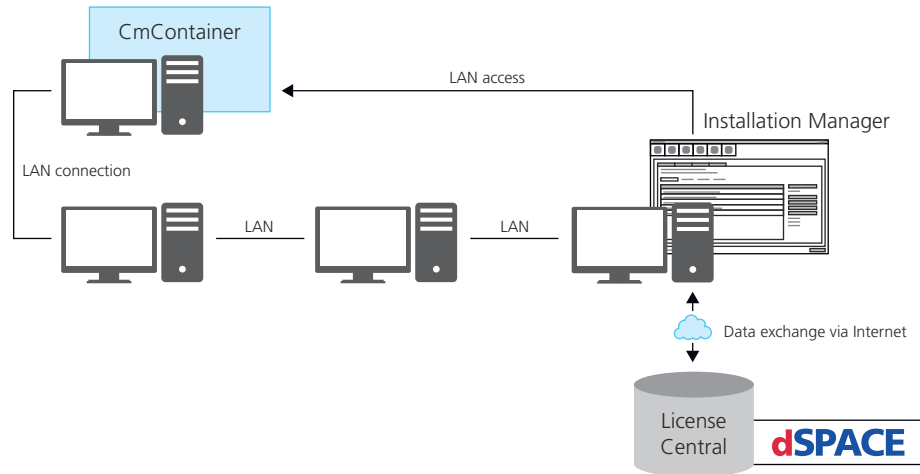 CmContainer
LAN access
Installation Manager
LAN connection
LAN
LAN
Data exchange via Internet
License
Central
dSPACE